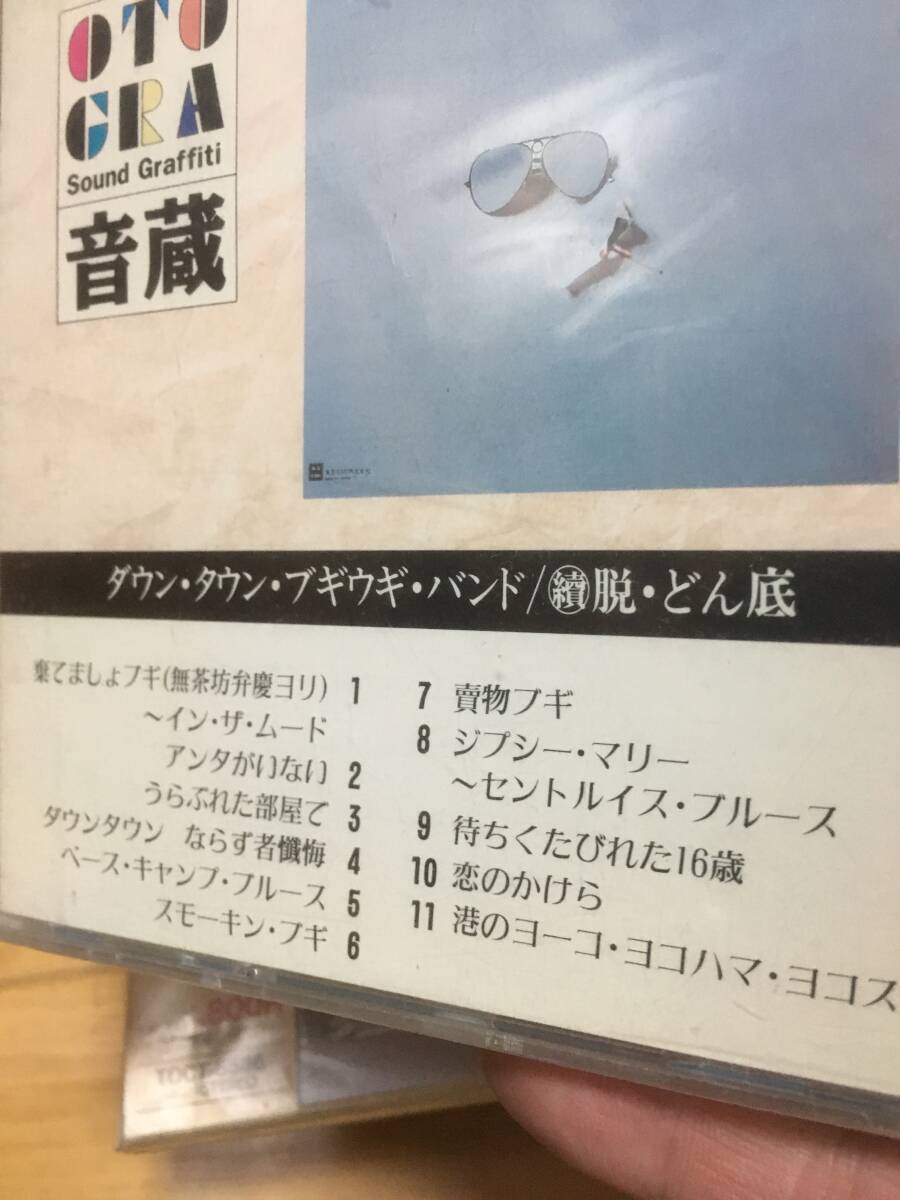 OTO
GRA
Sound Graffiti
音蔵
ダウン・タウン・ブギウギ・バンド/㊗續脱・どん底
棄てましょブギ(無茶坊弁慶ヨリ) 1
〜イン・ザ・ムード
アンタがいない 2
うらぶれた部屋で 3
ダウンタウン ならず者懺悔 4
ベース・キャンプ・ブルース 5
スモーキン・ブギ 6
7 賣物ブギ
8 ジプシー・マリー
〜セントルイス・ブルース
9 待ちくたびれた16歳
10 恋のかけら
11 港のヨーコ・ヨコハマ・ヨコス